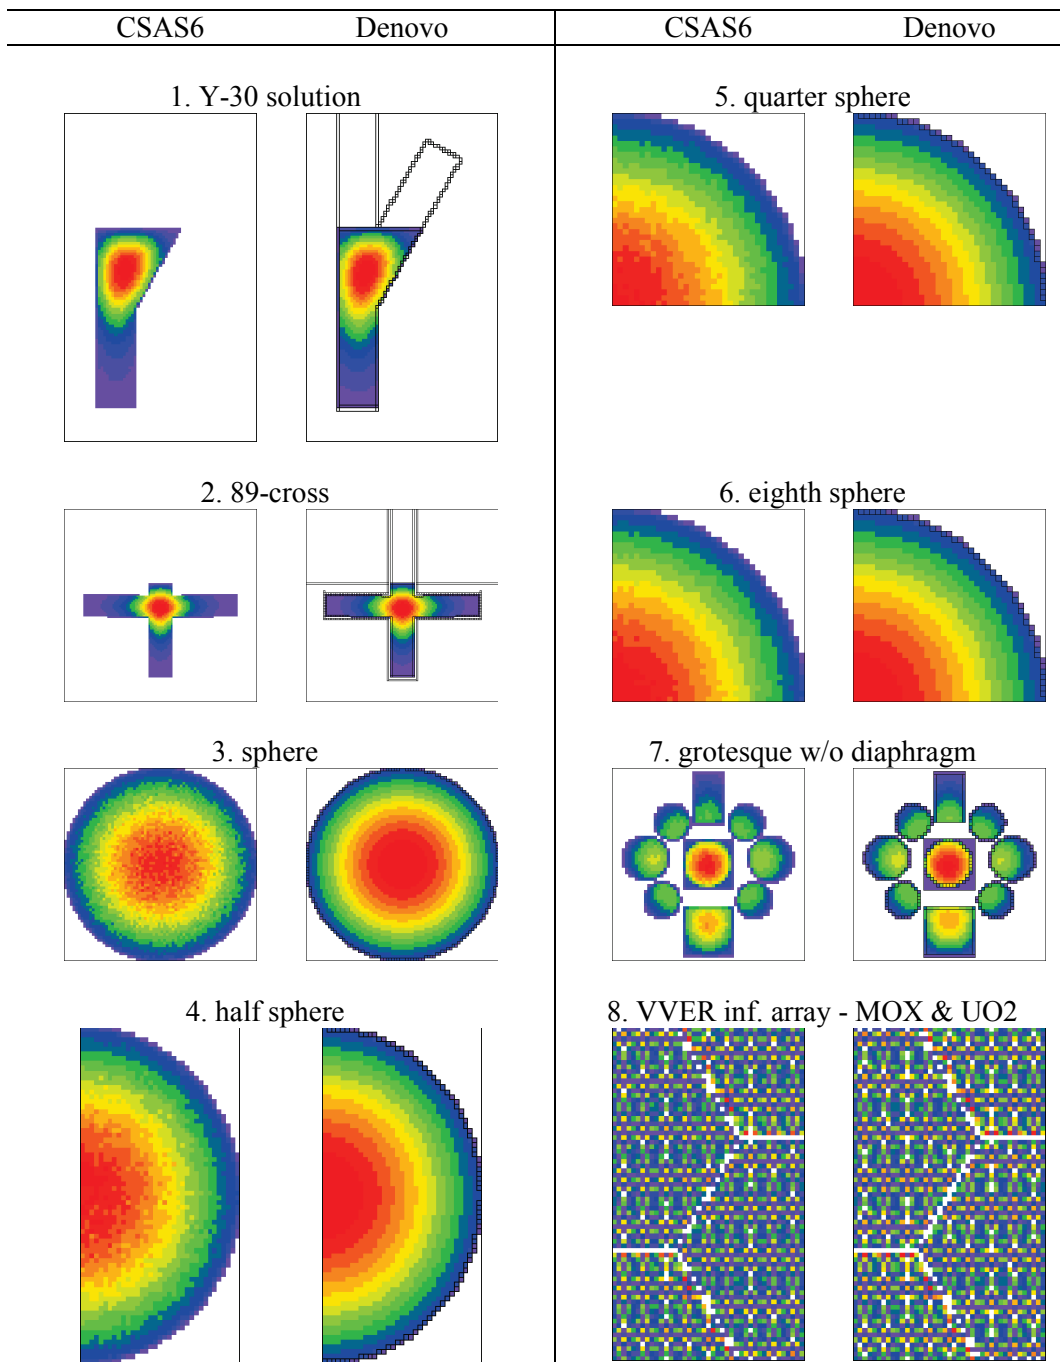 CSAS6 Denovo CSAS6 Denovo
1. Y-30 solution
5. quarter sphere
2. 89-cross
6. eighth sphere
3. sphere
7. grotesque w/o diaphragm
4. half sphere
8. VVER inf. array - MOX & UO2